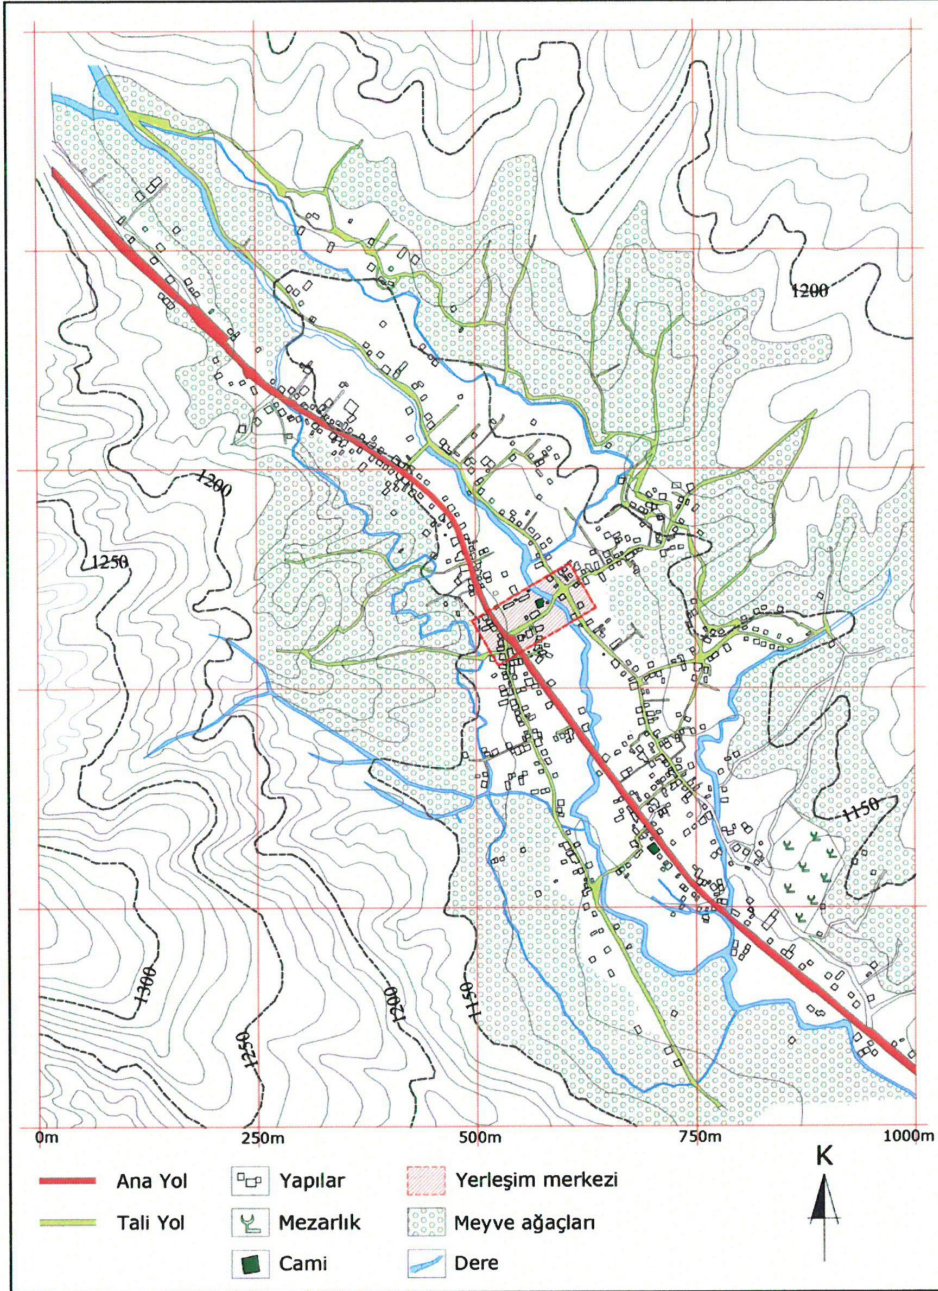 1200
1200
1250
1150
1300
1250
1200
1150
0m 250m 500m 750m 1000m
Ana Yol
Yapılar
Yerleşim merkezi
K
Tali Yol
Mezarlık
Meyve ağaçları
Cami
Dere